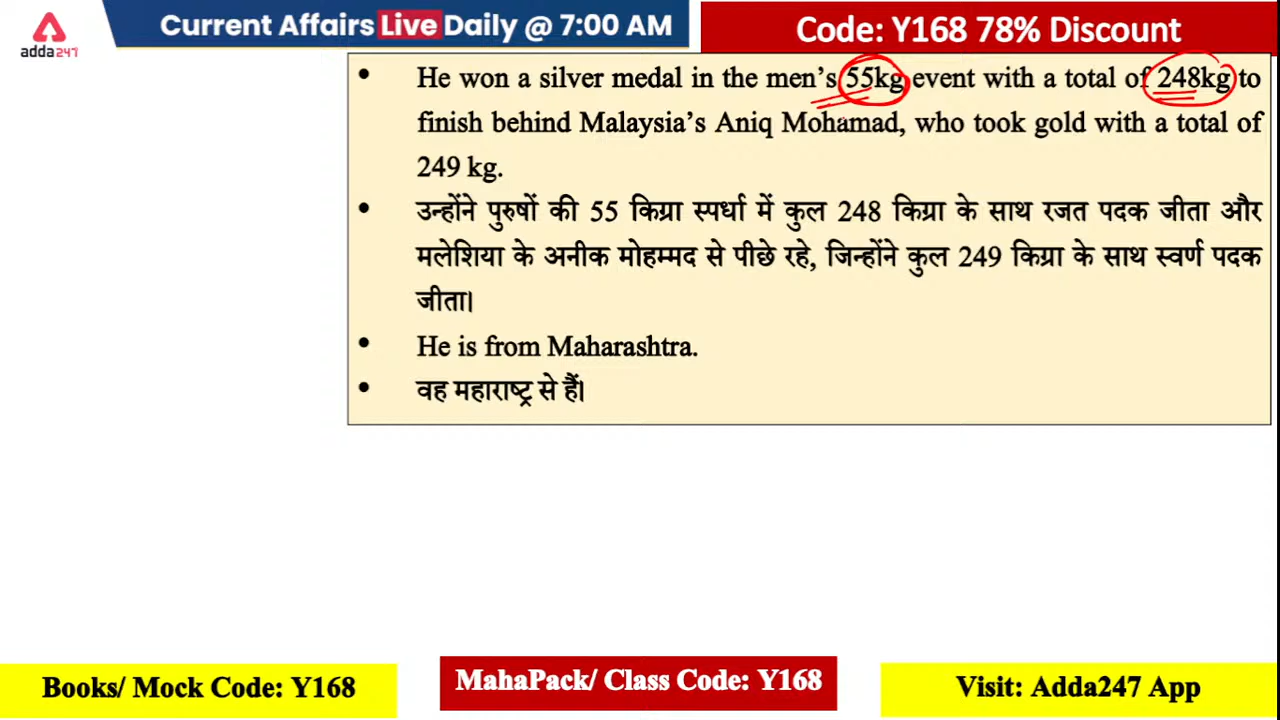 Current Affairs Live Daily @ 7:00 AM
Code: Y168 78% Discount
adda247
• He won a silver medal in the men's 55kg event with a total of 248kg to
finish behind Malaysia's Aniq Mohamad, who took gold with a total of
249 kg.
• उन्होंने पुरुषों की 55 किग्रा स्पर्धा में कुल 248 किग्रा के साथ रजत पदक जीता और
मलेशिया के अनीक मोहम्मद से पीछे रहे, जिन्होंने कुल 249 किग्रा के साथ स्वर्ण पदक
जीता।
• He is from Maharashtra.
• वह महाराष्ट्र से हैं।
Books/ Mock Code: Y168
MahaPack/ Class Code: Y168
Visit: Adda247 App